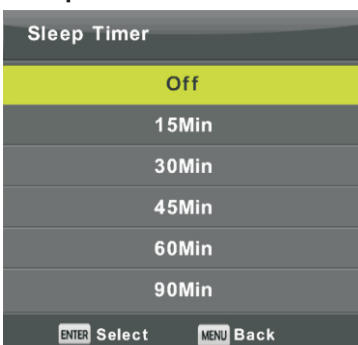 Sleep Timer
Off
15Min
30Min
45Min
60Min
90Min
ENTER Select MENU Back